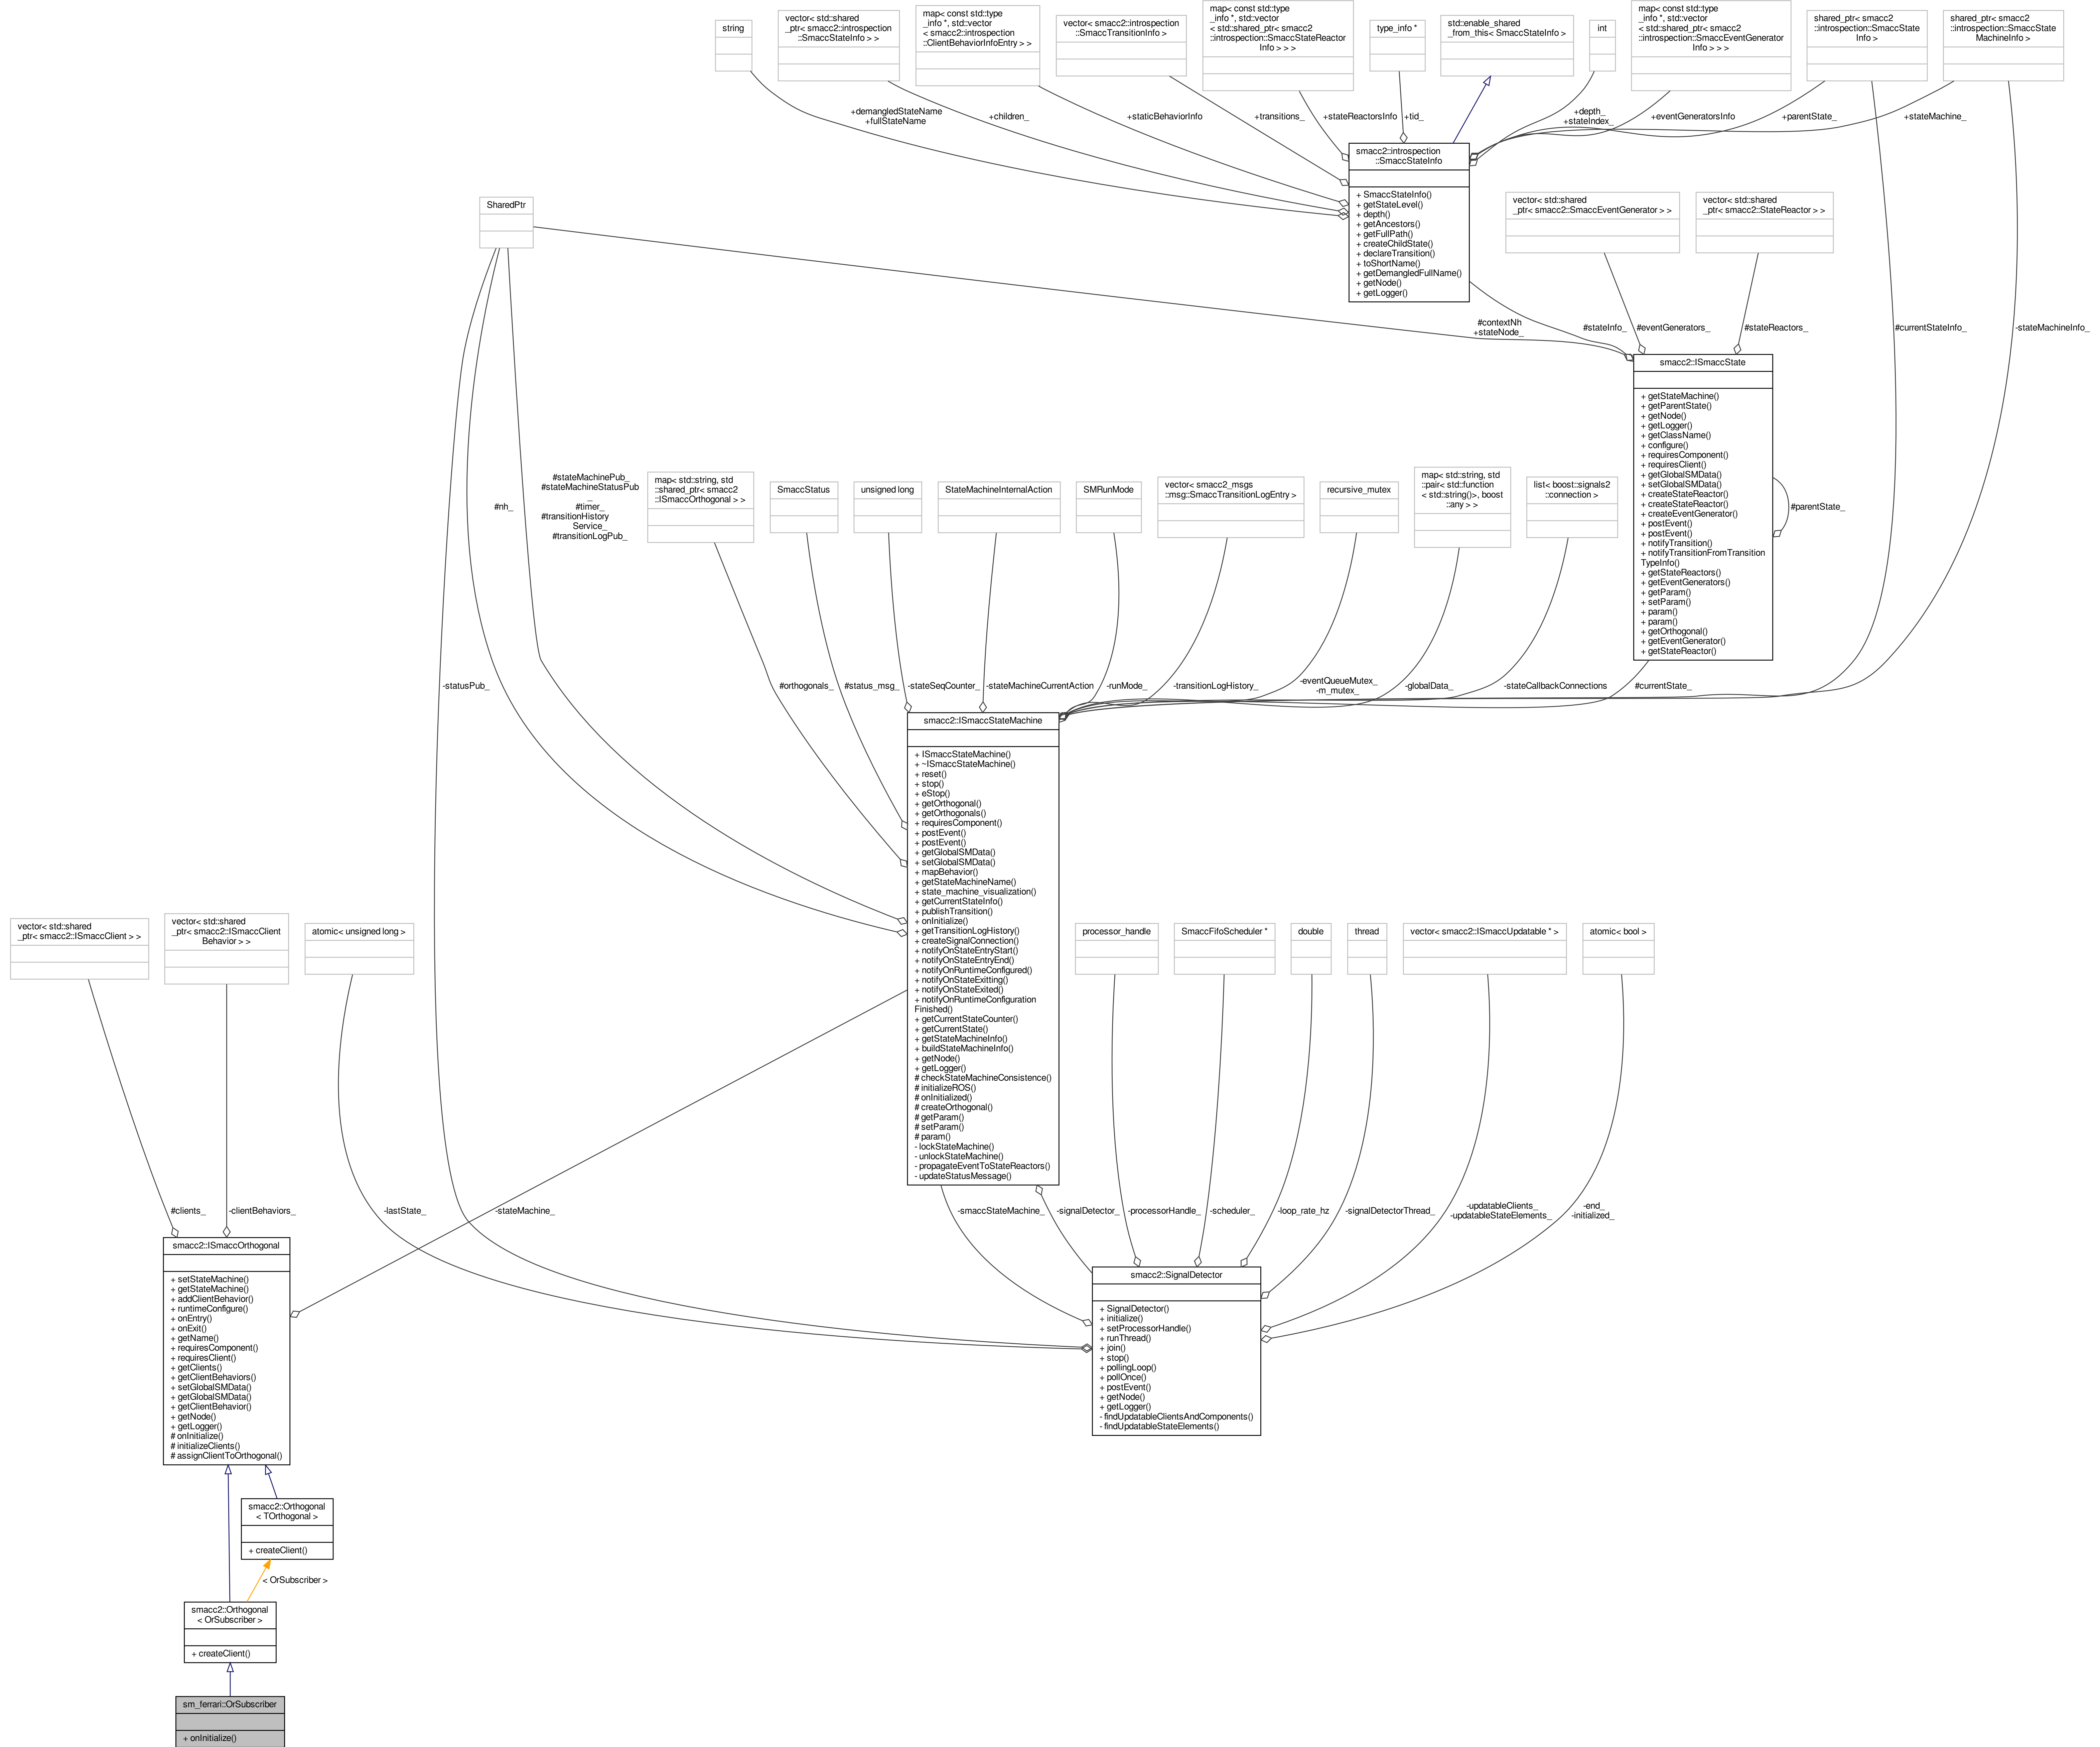 string
vector< std::shared
_ptr< smacc2::introspection
::SmaccStateInfo > >
map< const std::type
_info *, std::vector
< smacc2::introspection
::ClientBehaviorInfoEntry > >
vector< smacc2::introspection
::SmaccTransitionInfo >
map< const std::type
_info *, std::vector
< std::shared_ptr< smacc2
::introspection::SmaccStateReactor
Info > > >
type_info *
std::enable_shared
_from_this< SmaccStateInfo >
int
map< const std::type
_info *, std::vector
< std::shared_ptr< smacc2
::introspection::SmaccEventGenerator
Info > > >
shared_ptr< smacc2
::introspection::SmaccState
Info >
shared_ptr< smacc2
::introspection::SmaccState
MachineInfo >
+demangledStateName
+fullStateName
+children_
+staticBehaviorInfo
+transitions_
+stateReactorsInfo
+tid_
+depth_
+stateIndex_
+eventGeneratorsInfo
+parentState_
+stateMachine_
smacc2::introspection
::SmaccStateInfo
+ SmaccStateInfo()
+ getStateLevel()
+ depth()
+ getAncestors()
+ getFullPath()
+ createChildState()
+ declareTransition()
+ toShortName()
+ getDemangledFullName()
+ getNode()
+ getLogger()
SharedPtr
vector< std::shared
_ptr< smacc2::SmaccEventGenerator > >
vector< std::shared
_ptr< smacc2::StateReactor > >
#contextNh
+stateNode_
#stateInfo_
#eventGenerators_
#stateReactors_
#currentStateInfo_
-stateMachineInfo_
smacc2::ISmaccState
+ getStateMachine()
+ getParentState()
+ getNode()
+ getLogger()
+ getClassName()
+ configure()
+ requiresComponent()
+ requiresClient()
+ getGlobalSMData()
+ setGlobalSMData()
+ createStateReactor()
+ createStateReactor()
+ createEventGenerator()
+ postEvent()
+ postEvent()
+ notifyTransition()
+ notifyTransitionFromTransition
TypeInfo()
+ getStateReactors()
+ getEventGenerators()
+ getParam()
+ setParam()
+ param()
+ param()
+ getOrthogonal()
+ getEventGenerator()
+ getStateReactor()
#parentState_
#nh_
#stateMachinePub_
#stateMachineStatusPub
_
#timer_
#transitionHistory
Service_
#transitionLogPub_
map< std::string, std
::shared_ptr< smacc2
::ISmaccOrthogonal > >
SmaccStatus
unsigned long
StateMachineInternalAction
SMRunMode
vector< smacc2_msgs
::msg::SmaccTransitionLogEntry >
recursive_mutex
map< std::string, std
::pair< std::function
< std::string()>, boost
::any > >
list< boost::signals2
::connection >
-statusPub_
#orthogonals_
#status_msg_
-stateSeqCounter_
-stateMachineCurrentAction
-runMode_
-transitionLogHistory_
-eventQueueMutex_
-m_mutex_
-globalData_
-stateCallbackConnections
#currentState_
smacc2::ISmaccStateMachine
+ ISmaccStateMachine()
+ ~ISmaccStateMachine()
+ reset()
+ stop()
+ eStop()
+ getOrthogonal()
+ getOrthogonals()
+ requiresComponent()
+ postEvent()
+ postEvent()
+ getGlobalSMData()
+ setGlobalSMData()
+ mapBehavior()
+ getStateMachineName()
+ state_machine_visualization()
+ getCurrentStateInfo()
+ publishTransition()
+ onInitialize()
+ getTransitionLogHistory()
+ createSignalConnection()
+ notifyOnStateEntryStart()
+ notifyOnStateEntryEnd()
+ notifyOnRuntimeConfigured()
+ notifyOnStateExitting()
+ notifyOnStateExited()
+ notifyOnRuntimeConfiguration
Finished()
+ getCurrentStateCounter()
+ getCurrentState()
+ getStateMachineInfo()
+ buildStateMachineInfo()
+ getNode()
+ getLogger()
# checkStateMachineConsistence()
# initializeROS()
# onInitialized()
# createOrthogonal()
# getParam()
# setParam()
# param()
- lockStateMachine()
- unlockStateMachine()
- propagateEventToStateReactors()
- updateStatusMessage()
vector< std::shared
_ptr< smacc2::ISmaccClient > >
vector< std::shared
_ptr< smacc2::ISmaccClient
Behavior > >
atomic< unsigned long >
processor_handle
SmaccFifoScheduler *
double
thread
vector< smacc2::ISmaccUpdatable * >
atomic< bool >
#clients_
-clientBehaviors_
-lastState_
-stateMachine_
-smaccStateMachine_
-signalDetector_
-processorHandle_
-scheduler_
-loop_rate_hz
-signalDetectorThread_
-updatableClients_
-updatableStateElements_
-end_
-initialized_
smacc2::ISmaccOrthogonal
+ setStateMachine()
+ getStateMachine()
+ addClientBehavior()
+ runtimeConfigure()
+ onEntry()
+ onExit()
+ getName()
+ requiresComponent()
+ requiresClient()
+ getClients()
+ getClientBehaviors()
+ setGlobalSMData()
+ getGlobalSMData()
+ getClientBehavior()
+ getNode()
+ getLogger()
# onInitialize()
# initializeClients()
# assignClientToOrthogonal()
smacc2::SignalDetector
+ SignalDetector()
+ initialize()
+ setProcessorHandle()
+ runThread()
+ join()
+ stop()
+ pollingLoop()
+ pollOnce()
+ postEvent()
+ getNode()
+ getLogger()
- findUpdatableClientsAndComponents()
- findUpdatableStateElements()
smacc2::Orthogonal
< TOrthogonal >
+ createClient()
< OrSubscriber >
smacc2::Orthogonal
< OrSubscriber >
+ createClient()
sm_ferrari::OrSubscriber
+ onInitialize()